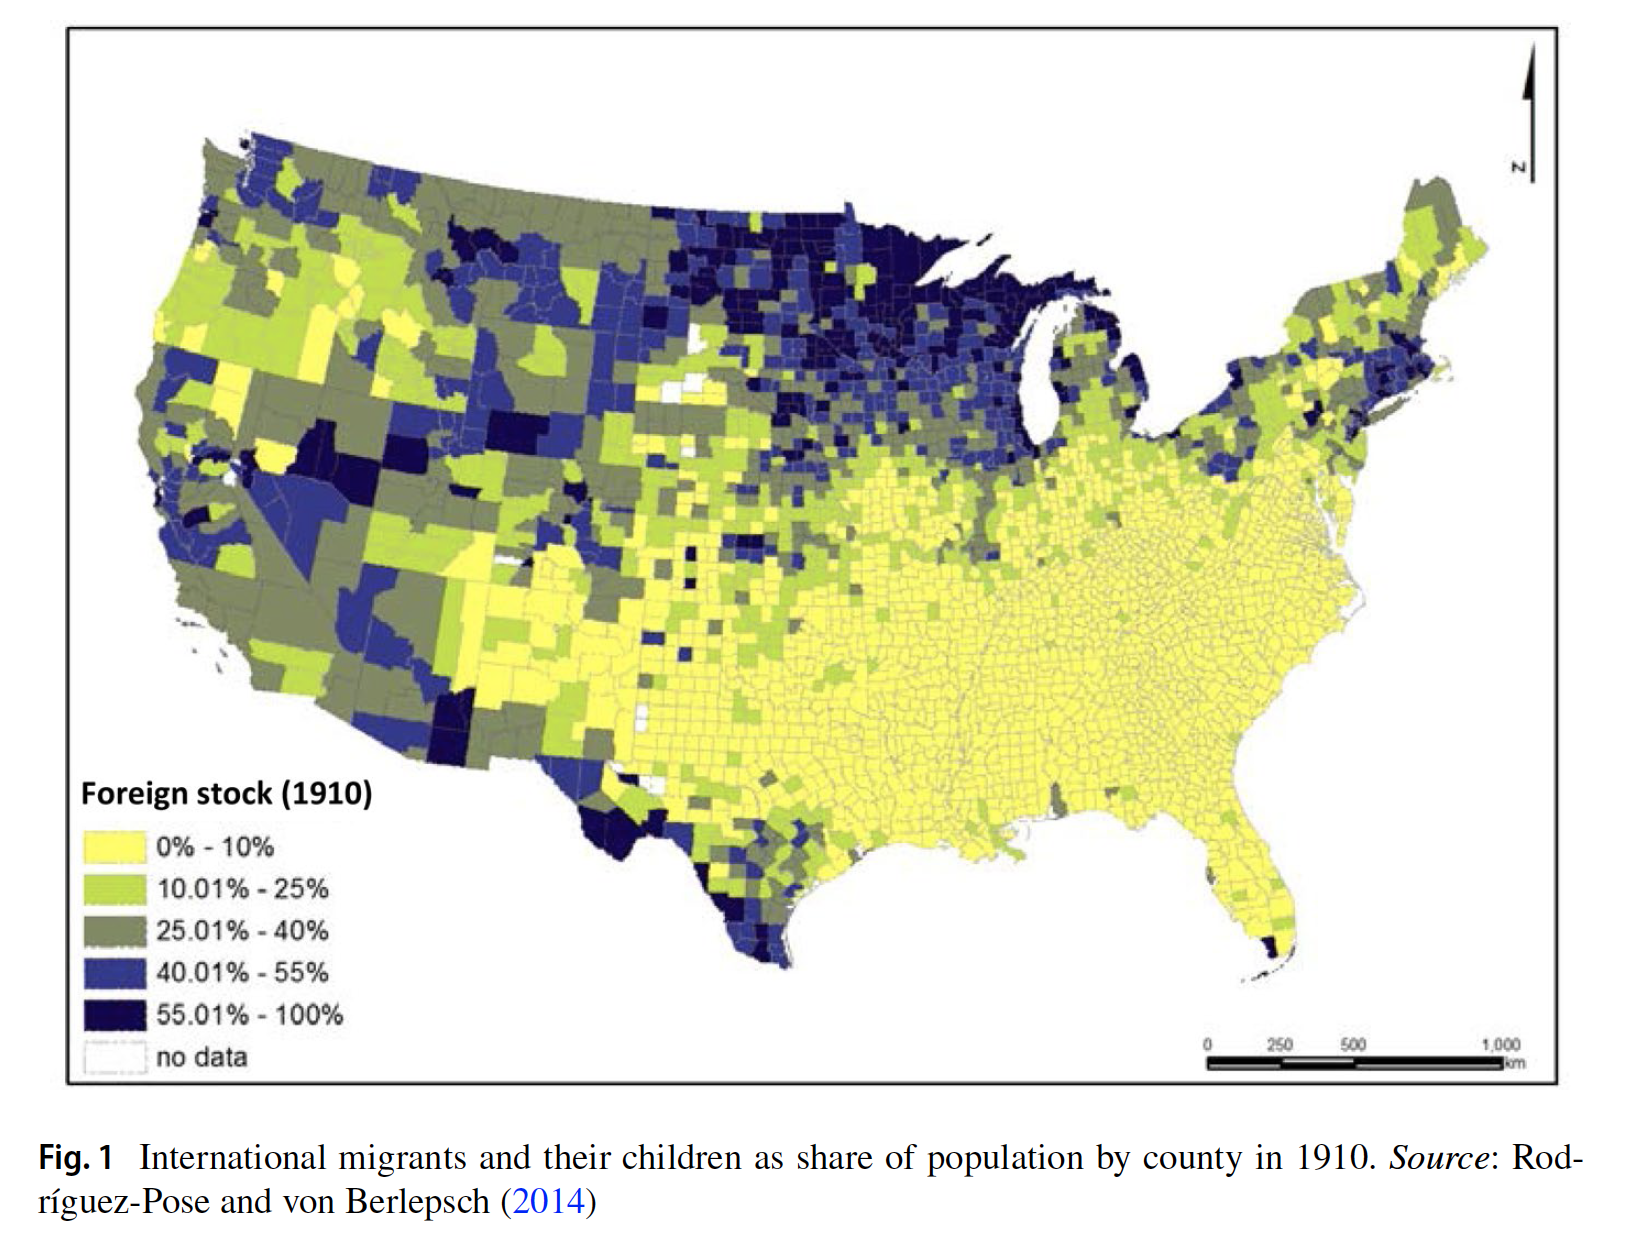 N
Foreign stock (1910)
0% - 10%
10.01% - 25%
25.01% - 40%
40.01% - 55%
55.01% - 100%
no data
0 250 500 1,000
km
Fig. 1 International migrants and their children as share of population by county in 1910. Source: Rod-
ríguez-Pose and von Berlepsch (2014)